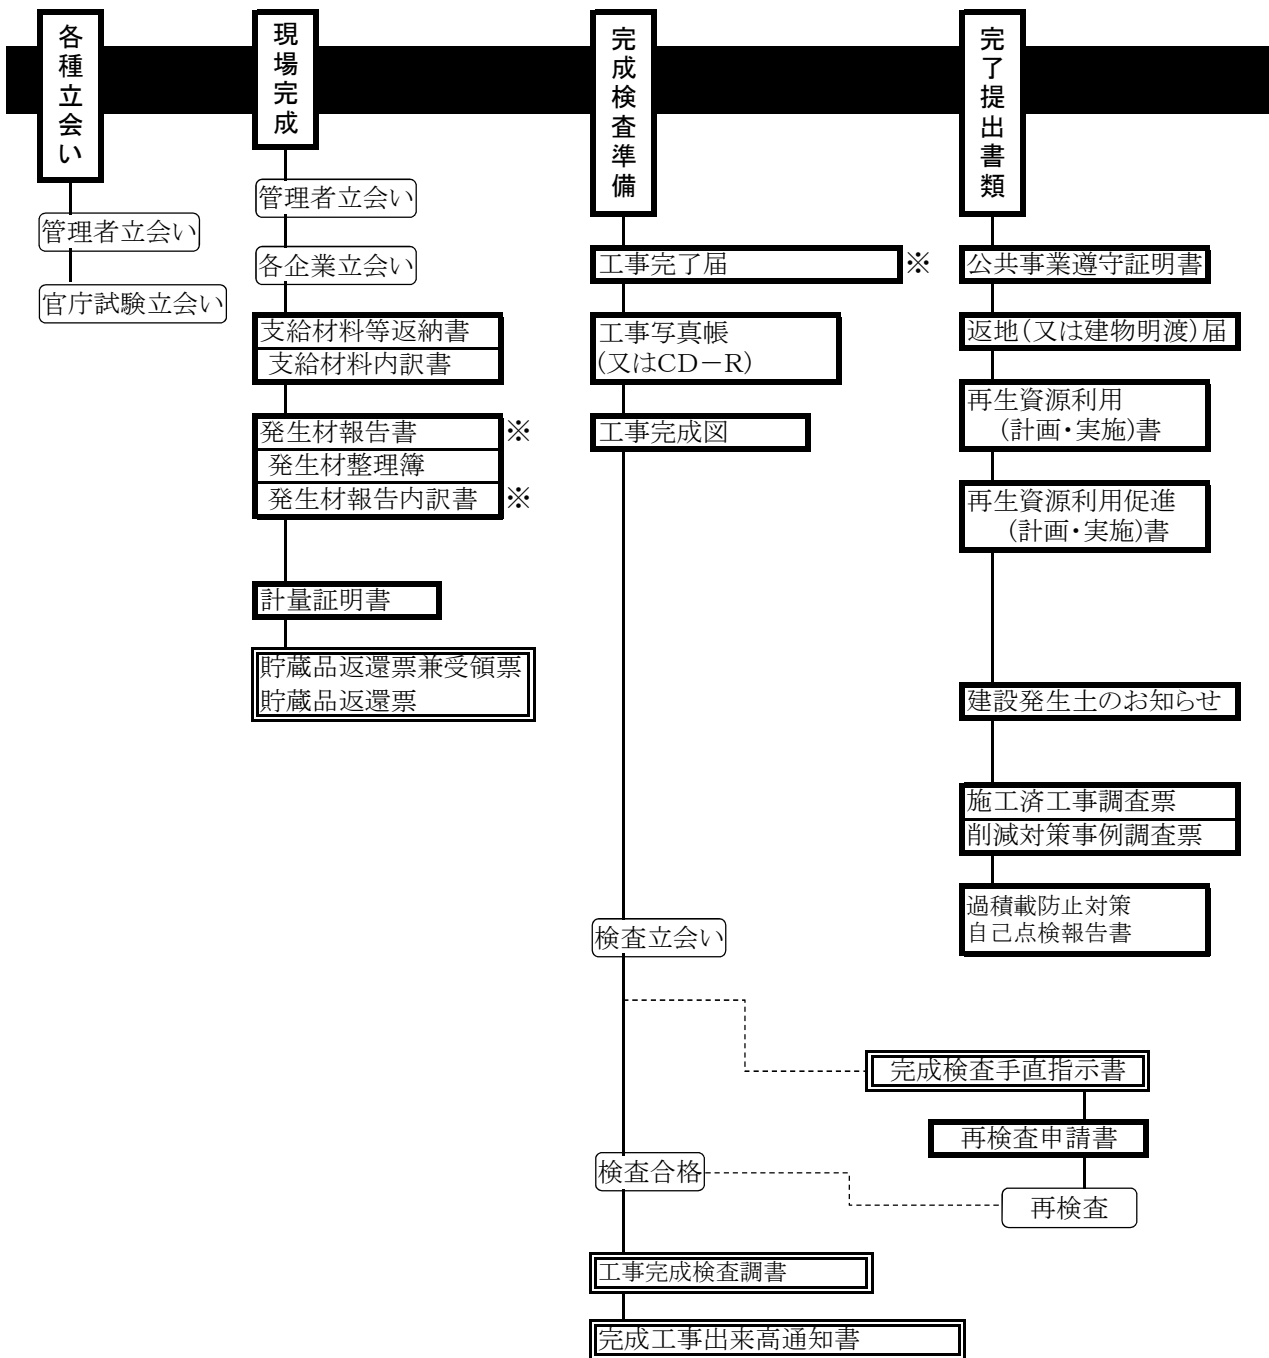 各種立会い
管理者立会い
官庁試験立会い
現場完成
管理者立会い
各企業立会い
支給材料等返納書
支給材料内訳書
発生材報告書 ※
発生材整理簿
発生材報告内訳書 ※
計量証明書
貯蔵品返還票兼受領票
貯蔵品返還票
完成検査準備
工事完了届 ※
工事写真帳
(又はCD－R)
工事完成図
検査立会い
検査合格
工事完成検査調書
完成工事出来高通知書
完了提出書類
公共事業遵守証明書
返地(又は建物明渡)届
再生資源利用
(計画・実施)書
再生資源利用促進
(計画・実施)書
建設発生土のお知らせ
施工済工事調査票
削減対策事例調査票
過積載防止対策
自己点検報告書
完成検査手直指示書
再検査申請書
再検査